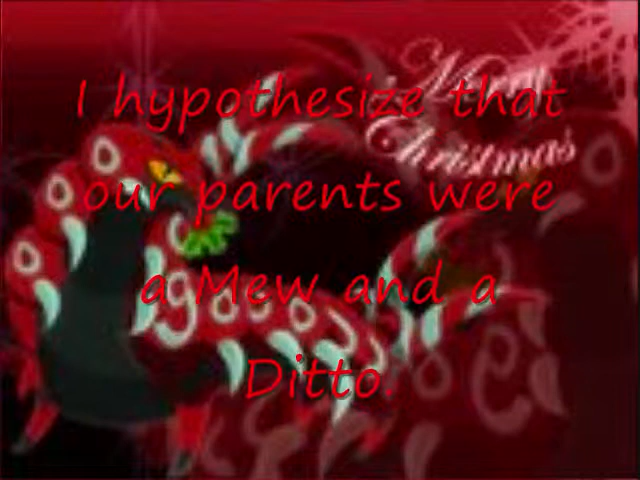 Merry
Christmas
I hypothesize that
our parents were
a Mew and a
Ditto.